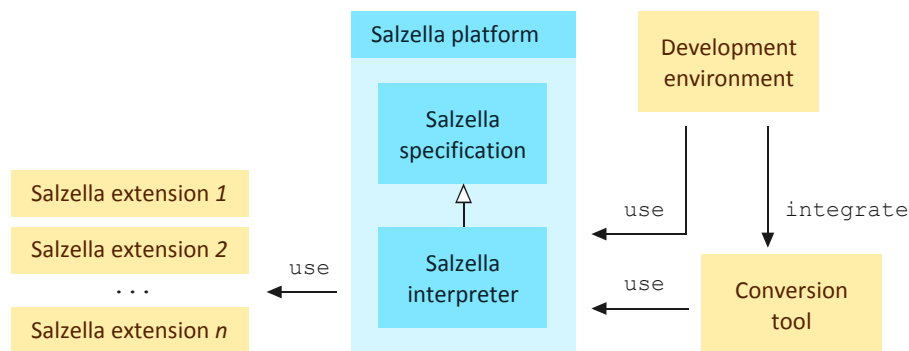 Salzella platform
Development
environment
Salzella
specification
Salzella extension 1
Salzella extension 2
...
Salzella extension n
use
Salzella
interpreter
use
use
integrate
Conversion
tool